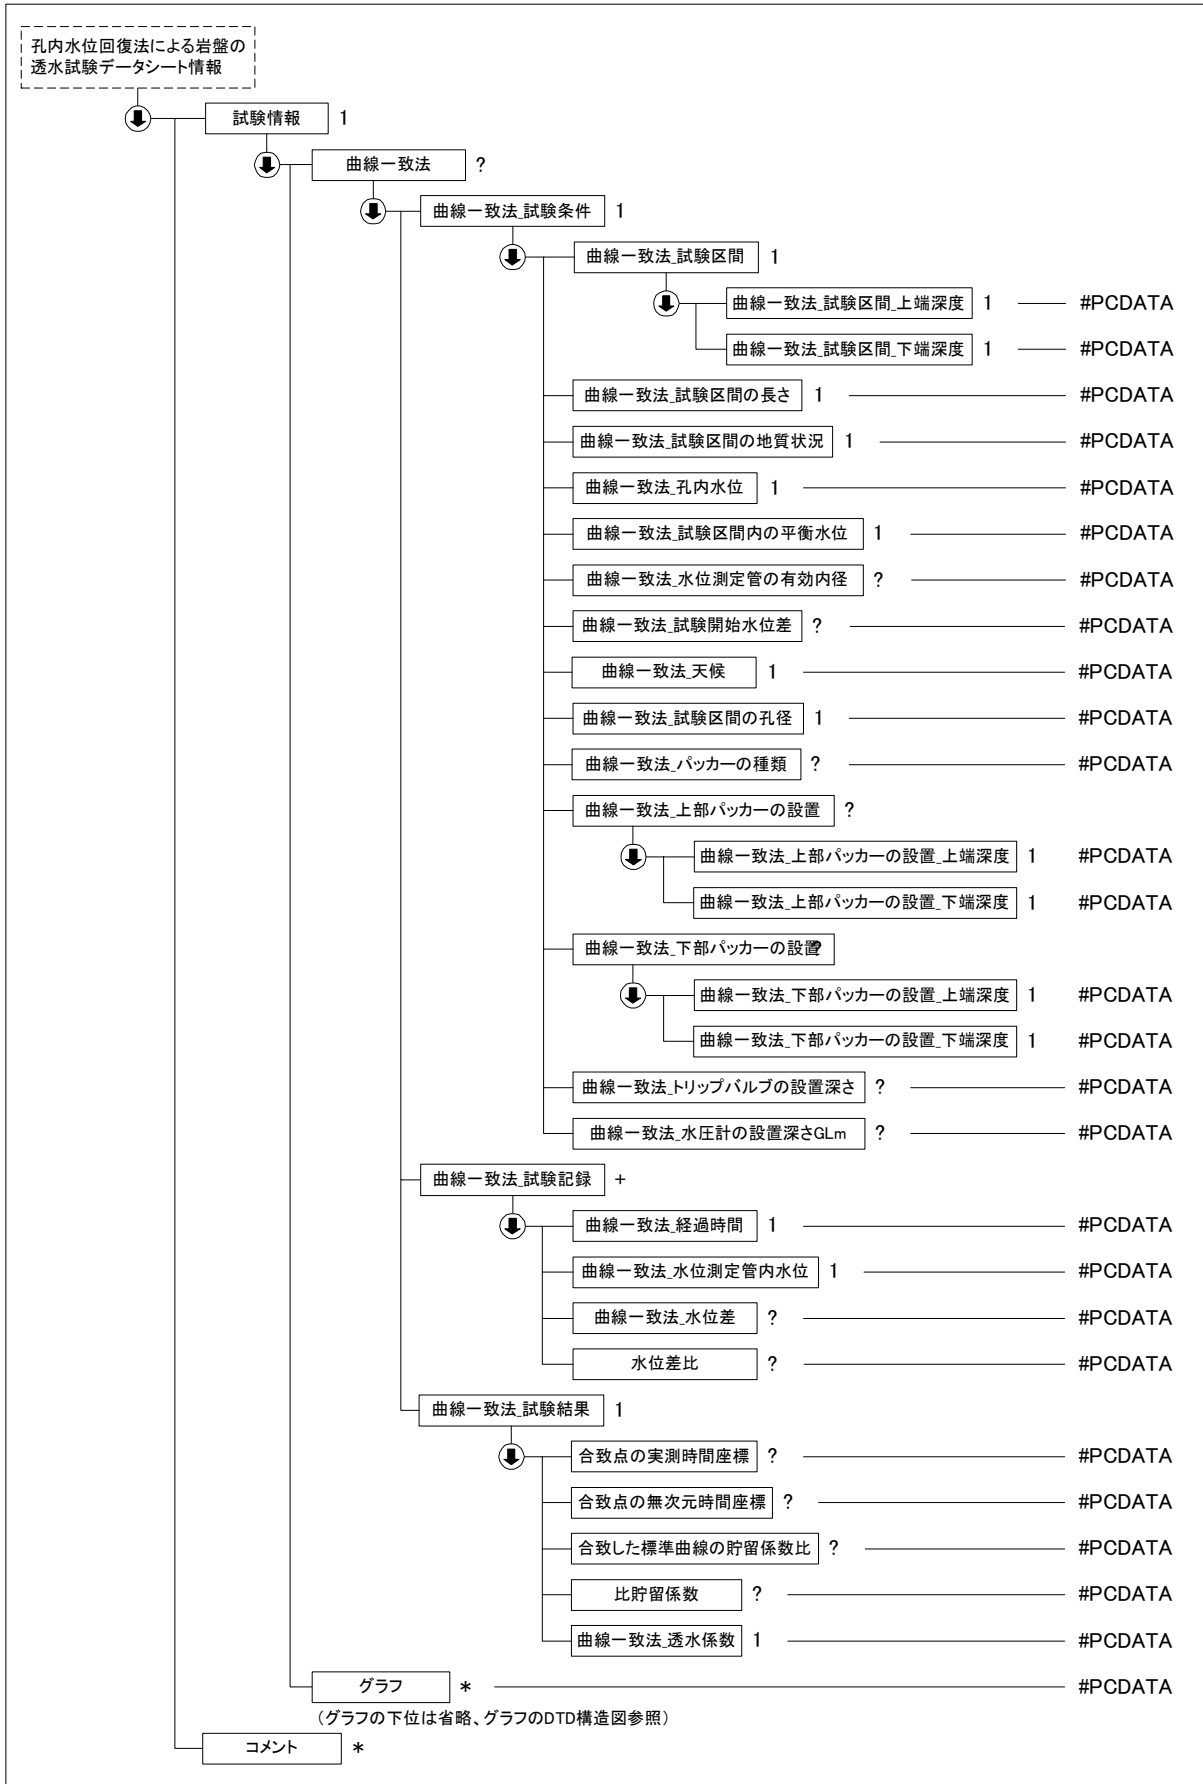 孔内水位回復法による岩盤の
透水試験データシート情報
試験情報 1
曲線一致法 ?
曲線一致法_試験条件 1
曲線一致法_試験区間 1
曲線一致法_試験区間_上端深度 1 #PCDATA
曲線一致法_試験区間_下端深度 1 #PCDATA
曲線一致法_試験区間の長さ 1 #PCDATA
曲線一致法_試験区間の地質状況 1 #PCDATA
曲線一致法_孔内水位 1 #PCDATA
曲線一致法_試験区間内の平衡水位 1 #PCDATA
曲線一致法_水位測定管の有効内径 ? #PCDATA
曲線一致法_試験開始水位差 ? #PCDATA
曲線一致法_天候 1 #PCDATA
曲線一致法_試験区間の孔径 1 #PCDATA
曲線一致法_パッカーの種類 ? #PCDATA
曲線一致法_上部パッカーの設置 ?
曲線一致法_上部パッカーの設置_上端深度 1 #PCDATA
曲線一致法_上部パッカーの設置_下端深度 1 #PCDATA
曲線一致法_下部パッカーの設置 ?
曲線一致法_下部パッカーの設置_上端深度 1 #PCDATA
曲線一致法_下部パッカーの設置_下端深度 1 #PCDATA
曲線一致法_トリップバルブの設置深さ ? #PCDATA
曲線一致法_水圧計の設置深さGLm ? #PCDATA
曲線一致法_試験記録 +
曲線一致法_経過時間 1 #PCDATA
曲線一致法_水位測定管内水位 1 #PCDATA
曲線一致法_水位差 ? #PCDATA
水位差比 ? #PCDATA
曲線一致法_試験結果 1
合致点の実測時間座標 ? #PCDATA
合致点の無次元時間座標 ? #PCDATA
合致した標準曲線の貯留係数比 ? #PCDATA
比貯留係数 ? #PCDATA
曲線一致法_透水係数 1 #PCDATA
グラフ * #PCDATA
（グラフの下位は省略、グラフのDTD構造図参照）
コメント *